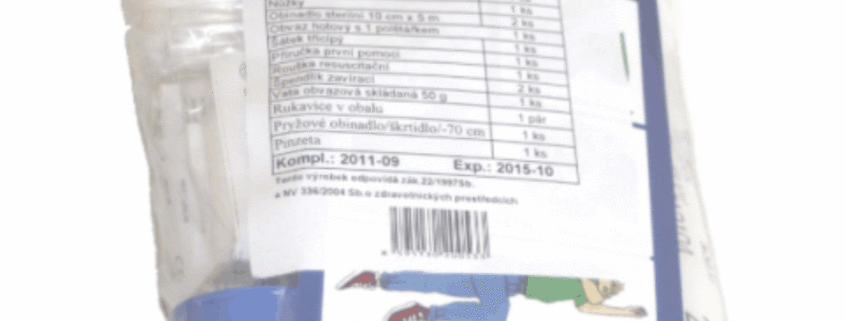 Nůžky 1 ks
Obinadlo sterilní 10 cm x 5 m 2 ks
Obvaz hotový s 1 polštářkem 1 ks
Šátek trojcípý 1 ks
Příručka první pomoci 1 ks
Rouška resuscitační 1 ks
Špendlík zavírací 2 ks
Vata obvazová skládaná 50 g 1 ks
Rukavice v obalu 1 pár
Pryžové obinadlo/škrtidlo/-70 cm 1 ks
Pinzeta 1 ks
Kompl.: 2011-09 Exp.: 2015-10
Tento výrobek odpovídá zák.22/1997Sb.
a NV 336/2004 Sb.o zdravotnických prostředcích